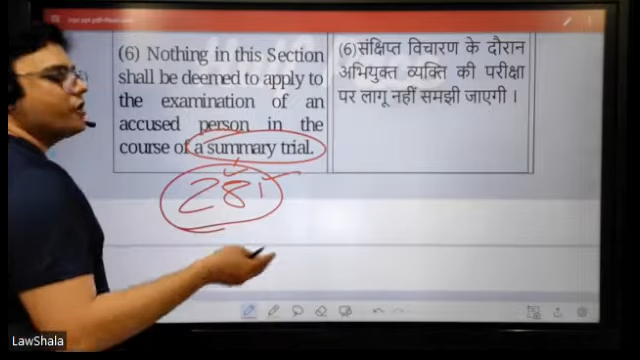 (6) Nothing in this Section
shall be deemed to apply to
the examination of an
accused person in the
course of a summary trial.
(6)संक्षिप्त विचारण के दौरान
अभियुक्त व्यक्ति की परीक्षा
पर लागू नहीं समझी जाएगी ।
281
LawShala